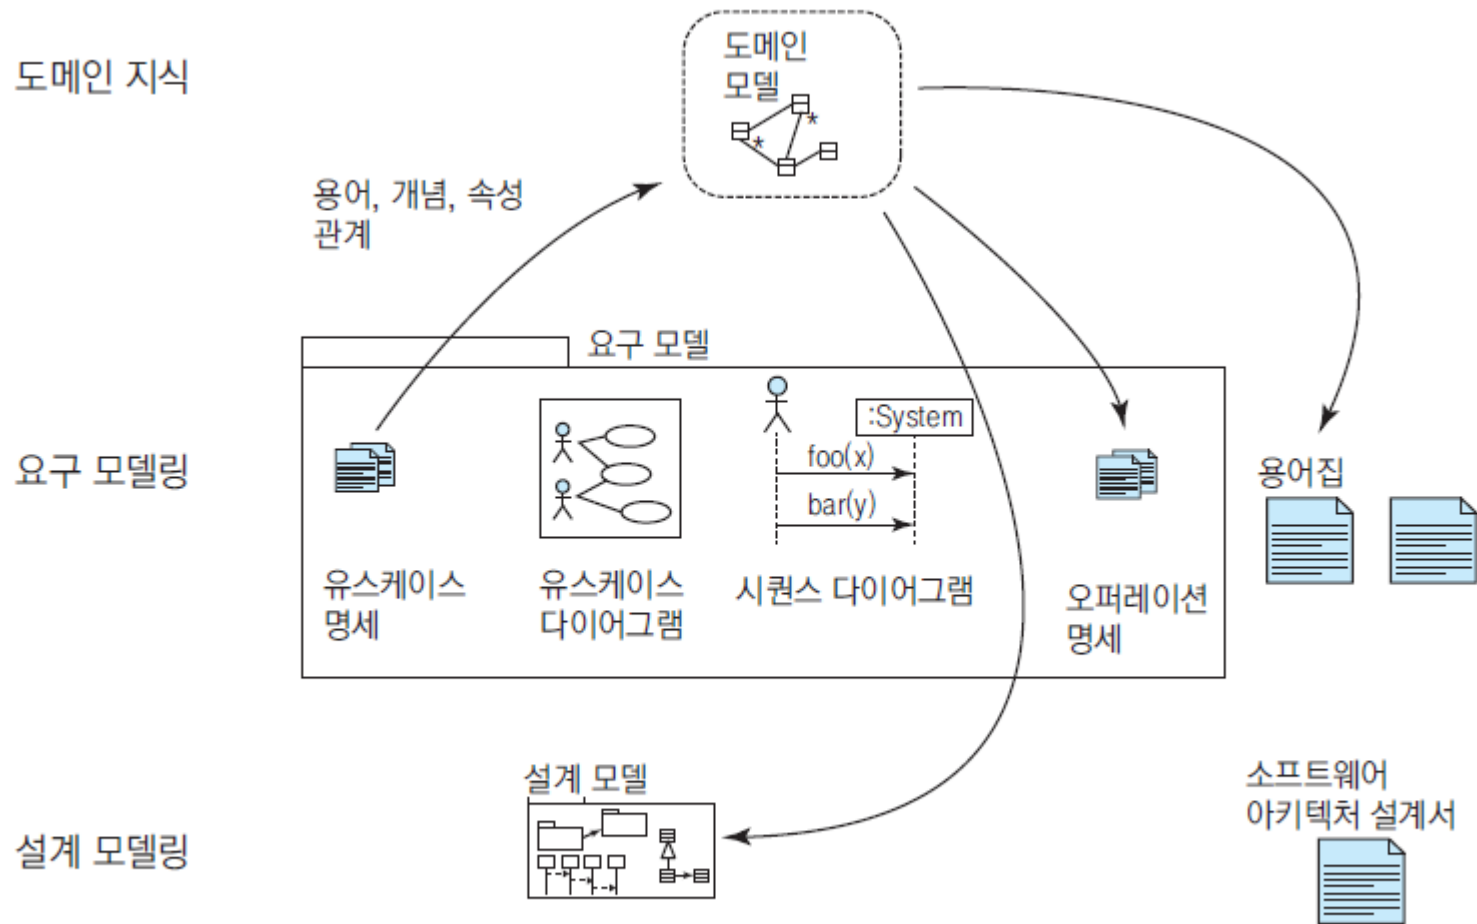 도메인 지식
도메인
모델
*
*
용어, 개념, 속성
관계
요구 모델
요구 모델링
:System
foo(x)
bar(y)
유스케이스
명세
유스케이스
다이어그램
시퀀스 다이어그램
오퍼레이션
명세
용어집
설계 모델링
설계 모델
소프트웨어
아키텍처 설계서